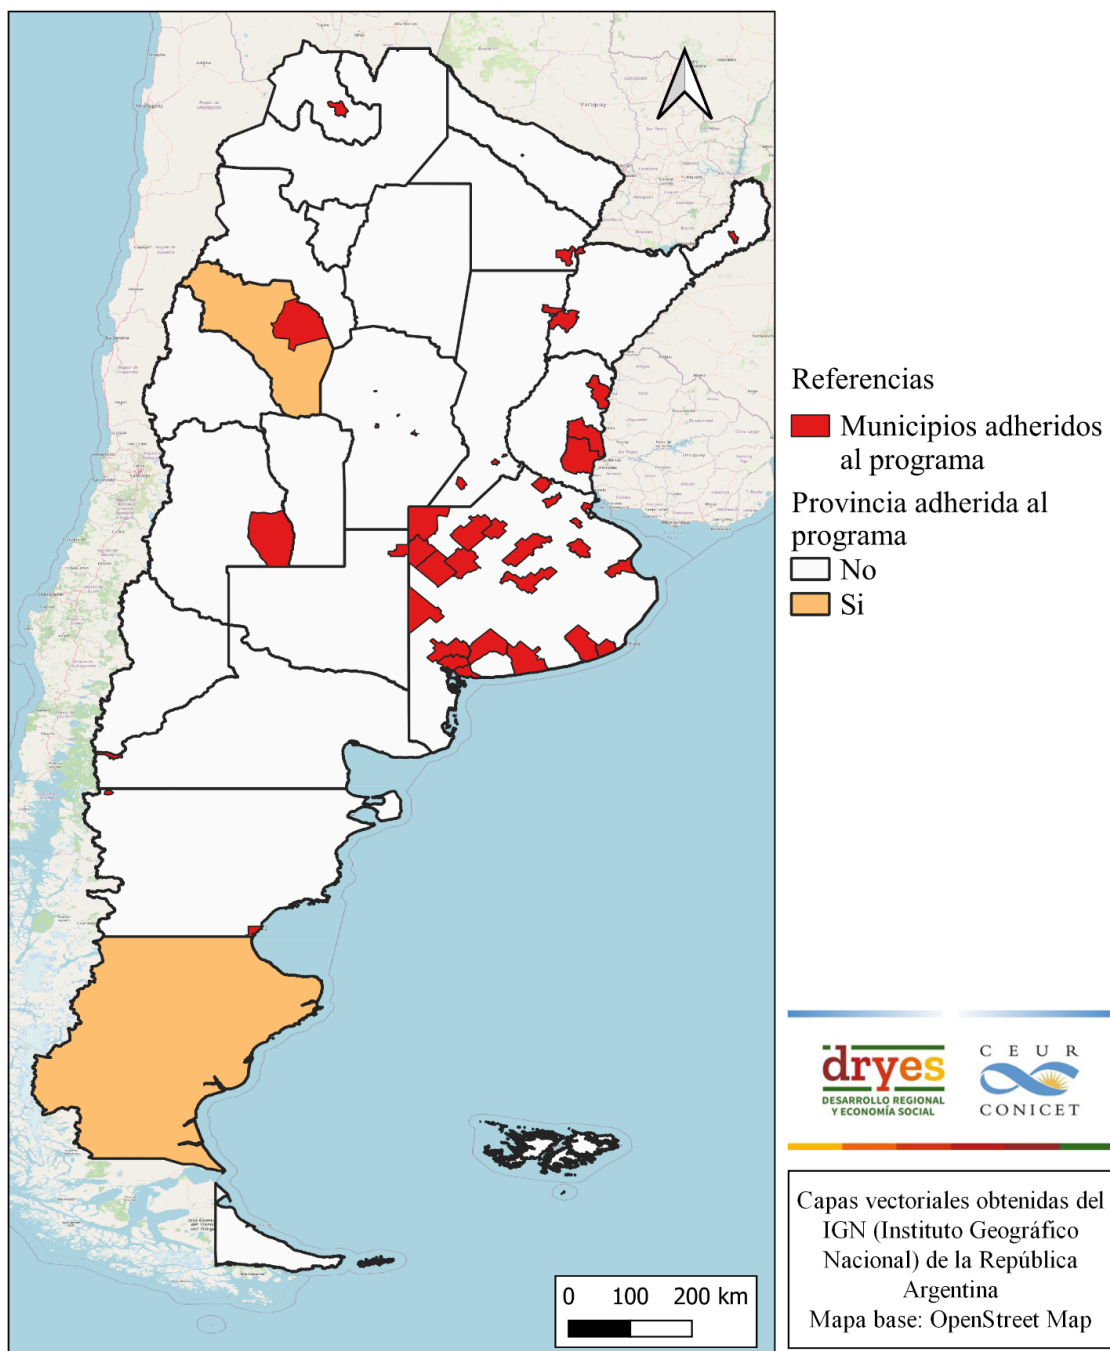 Referencias
Municipios adheridos
al programa
Provincia adherida al
programa
No
Si
dryes
DESARROLLO REGIONAL
Y ECONOMÍA SOCIAL
CEUR
CONICET
Capas vectoriales obtenidas del
IGN (Instituto Geográfico
Nacional) de la República
Argentina
Mapa base: OpenStreet Map
0 100 200 km